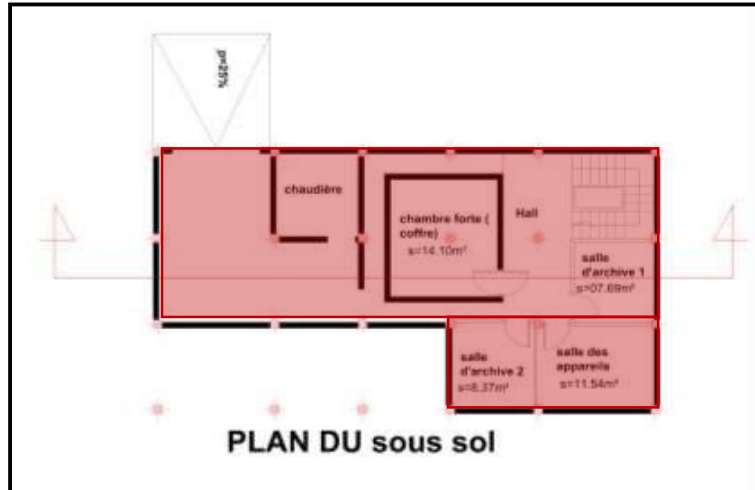 p=25%
chaudière
chambre forte (
coffre)
s=14.10m²
Hall
salle
d'archive 1
s=07.69m²
salle
d'archive 2
s=8.37m²
salle des
appareils
s=11.54m²
PLAN DU sous sol